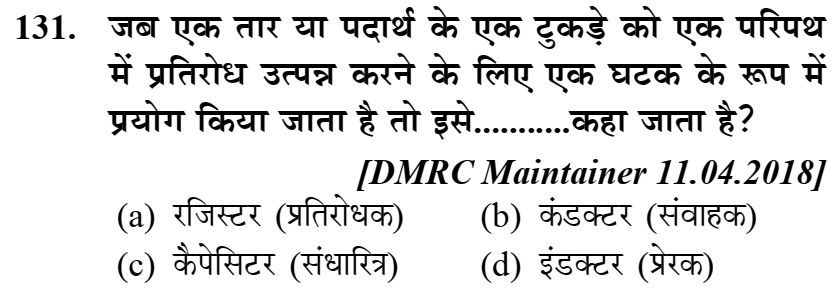 131. जब एक तार या पदार्थ के एक टुकड़े को एक परिपथ
में प्रतिरोध उत्पन्न करने के लिए एक घटक के रूप में
प्रयोग किया जाता है तो इसे...........कहा जाता है?
[DMRC Maintainer 11.04.2018]
(a) रजिस्टर (प्रतिरोधक) (b) कंडक्टर (संवाहक)
(c) कैपेसिटर (संधारित्र) (d) इंडक्टर (प्रेरक)